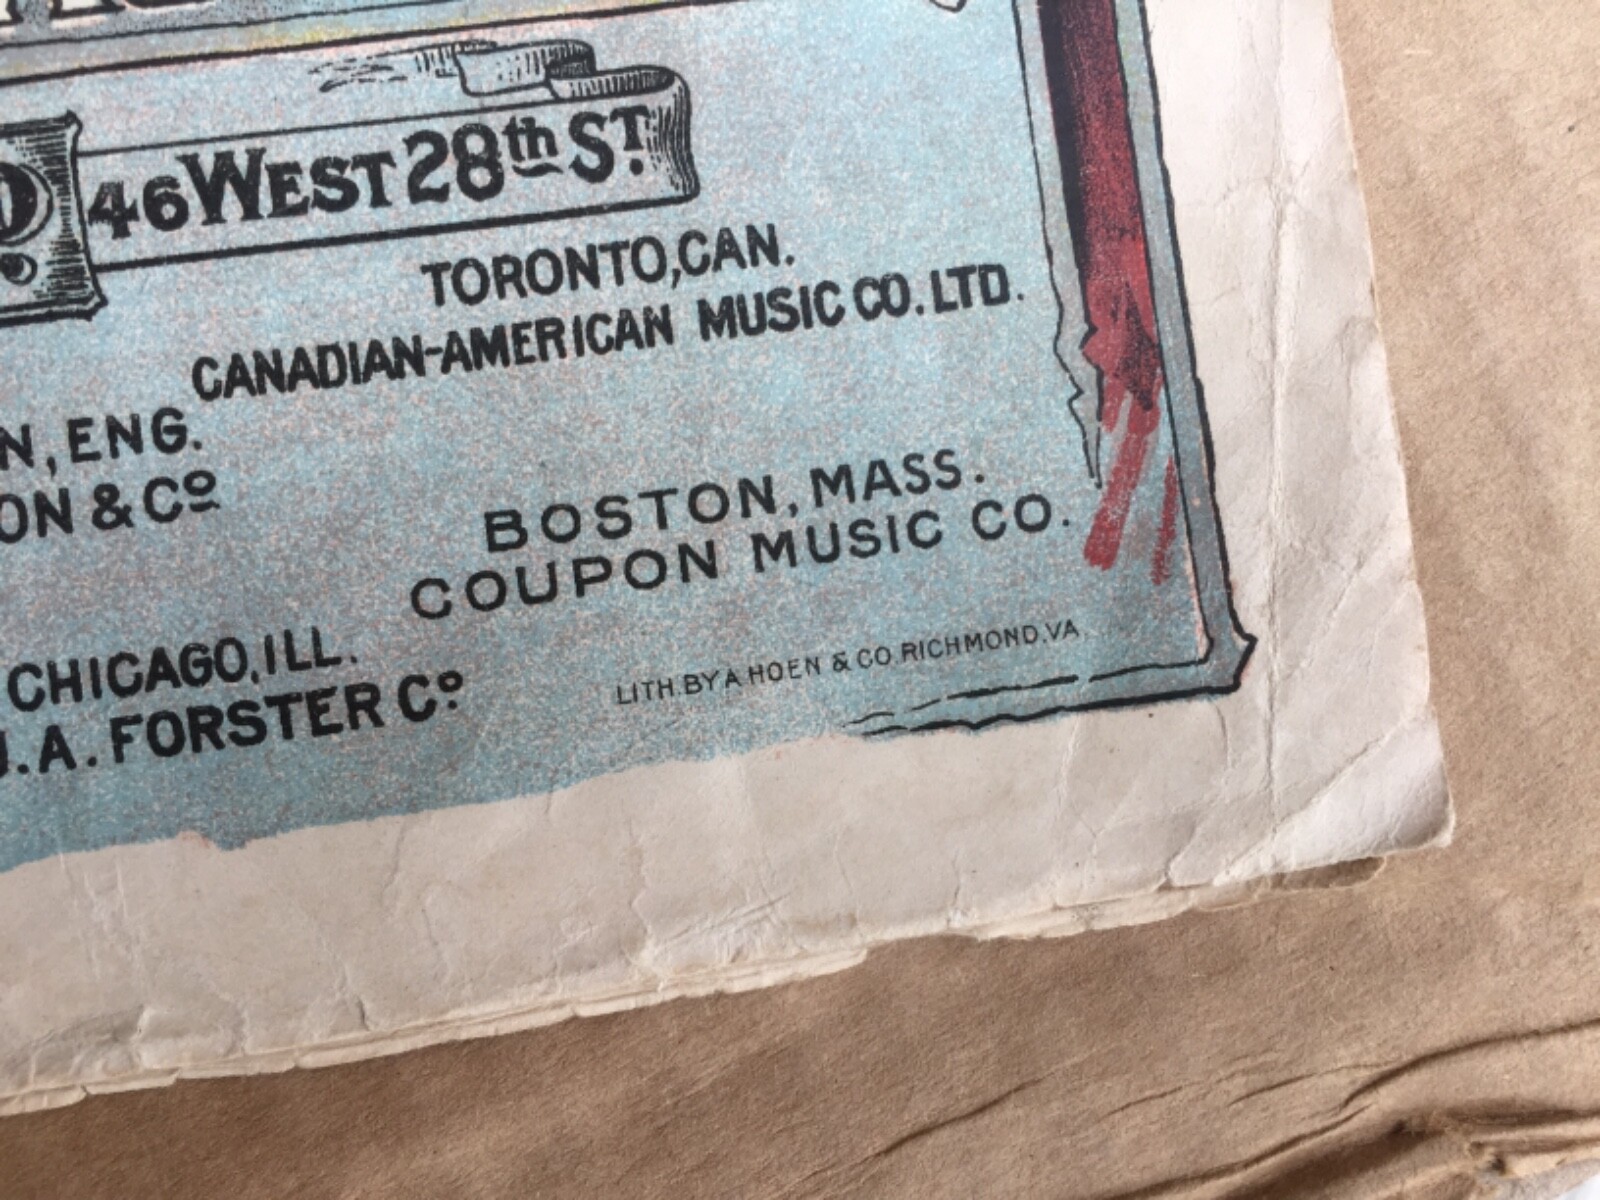 46 WEST 28th ST.
TORONTO, CAN.
CANADIAN-AMERICAN MUSIC CO. LTD.
N, ENG.
ON & Cº
BOSTON, MASS.
COUPON MUSIC CO.
CHICAGO, ILL.
J.A. FORSTER Cº
LITH. BY A HOEN & CO. RICHMOND. VA